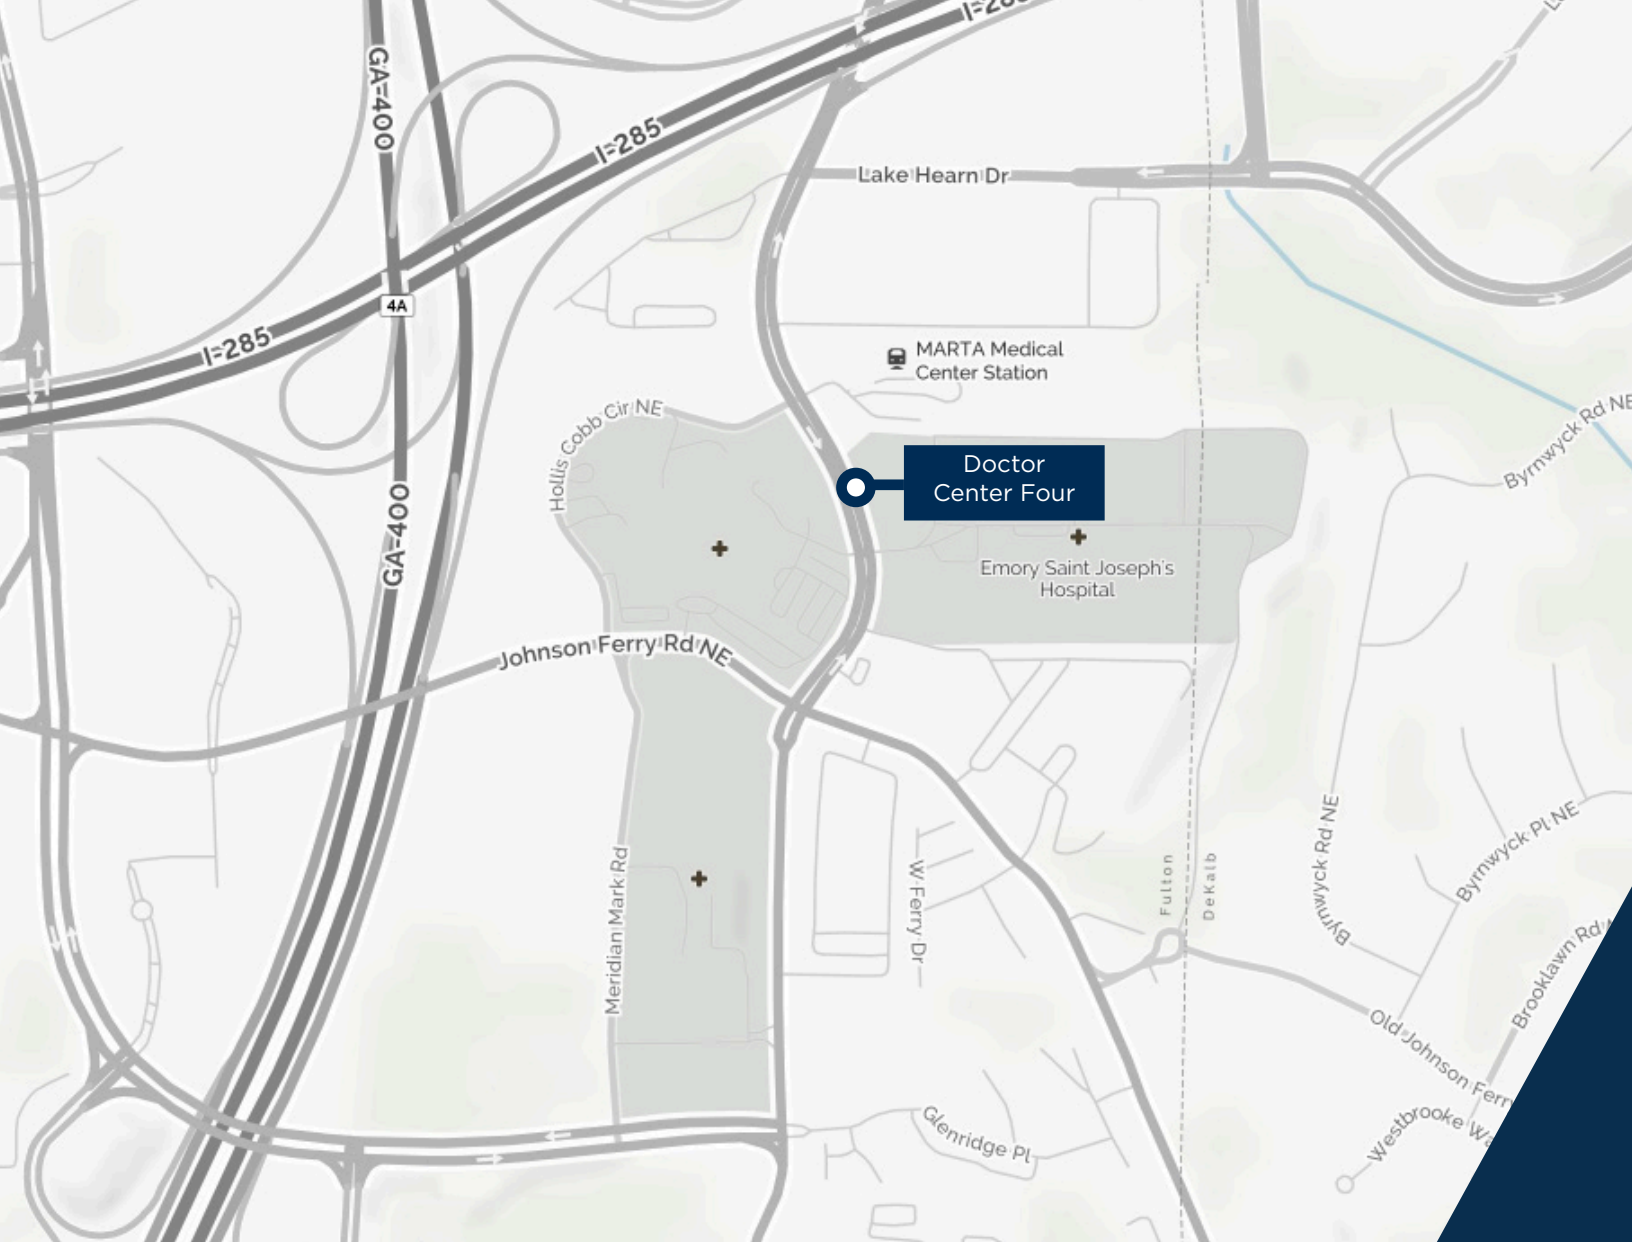 I-285
GA-400
I-285
Lake Hearn Dr
4A
I-285
MARTA Medical
Center Station
Hollis Cobb Cir NE
Byrnwyck Rd NE
Doctor
Center Four
GA-400
Emory Saint Joseph's
Hospital
Johnson Ferry Rd NE
Byrnwyck Rd NE
Byrnwyck Pl NE
Fulton
DeKalb
Meridian Mark Rd
W Ferry Dr
Brooklawn Rd
Old Johnson Ferry
Glenridge Pl
Westbrooke Wa